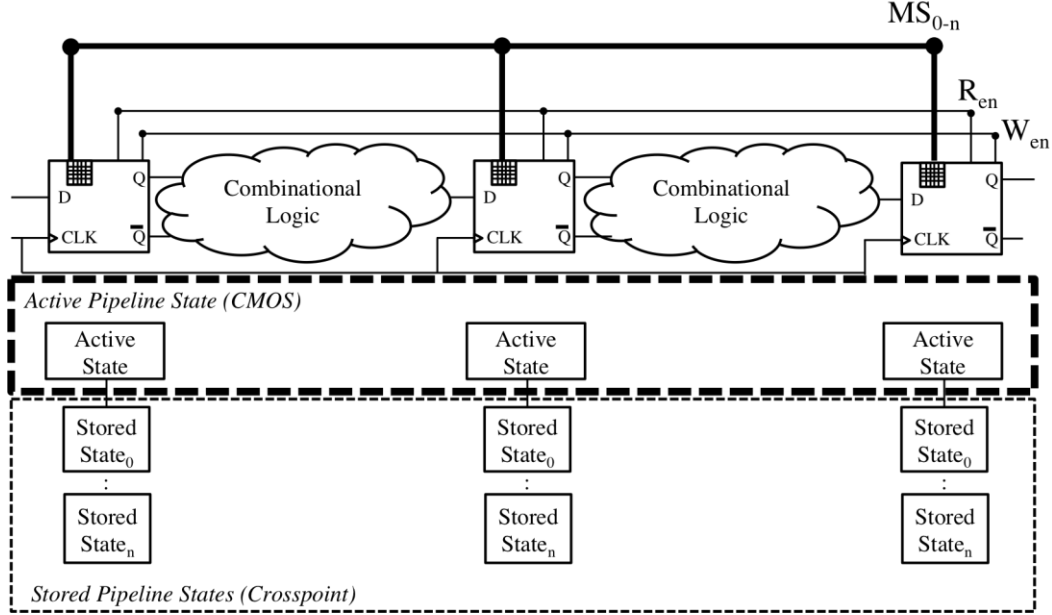 MS0-n
Ren
Wen
D
Q
CLK
Q̅
Combinational
Logic
D
Q
CLK
Q̅
Combinational
Logic
D
Q
CLK
Q̅
Active Pipeline State (CMOS)
Active
State
Active
State
Active
State
Stored
State0
Stored
State0
Stored
State0
:
:
:
Stored
Staten
Stored
Staten
Stored
Staten
Stored Pipeline States (Crosspoint)